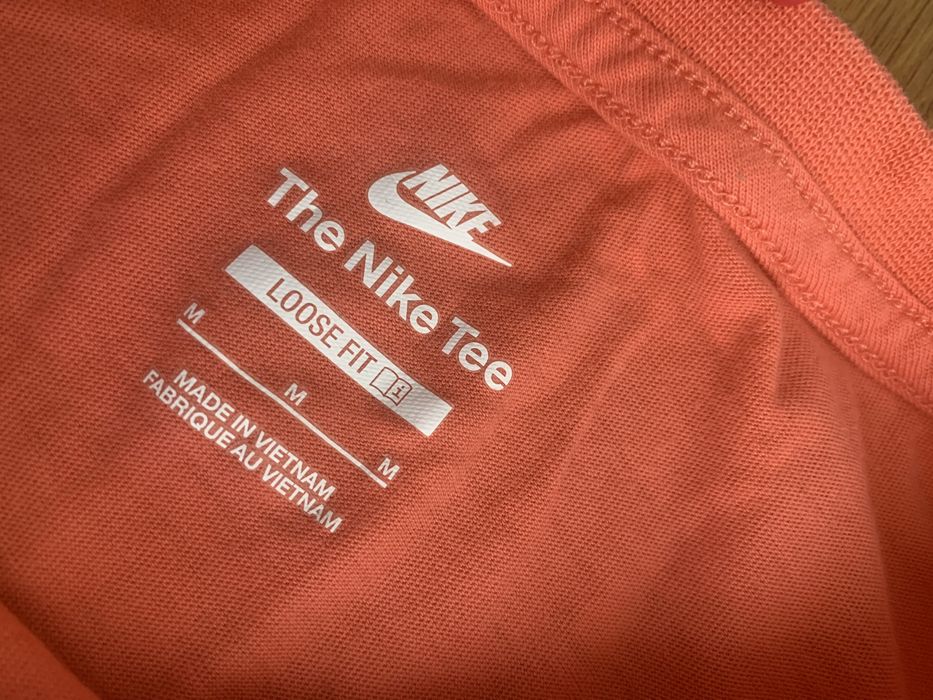 NIKE
The Nike Tee
LOOSE FIT
M M M
MADE IN VIETNAM
FABRIQUE AU VIETNAM